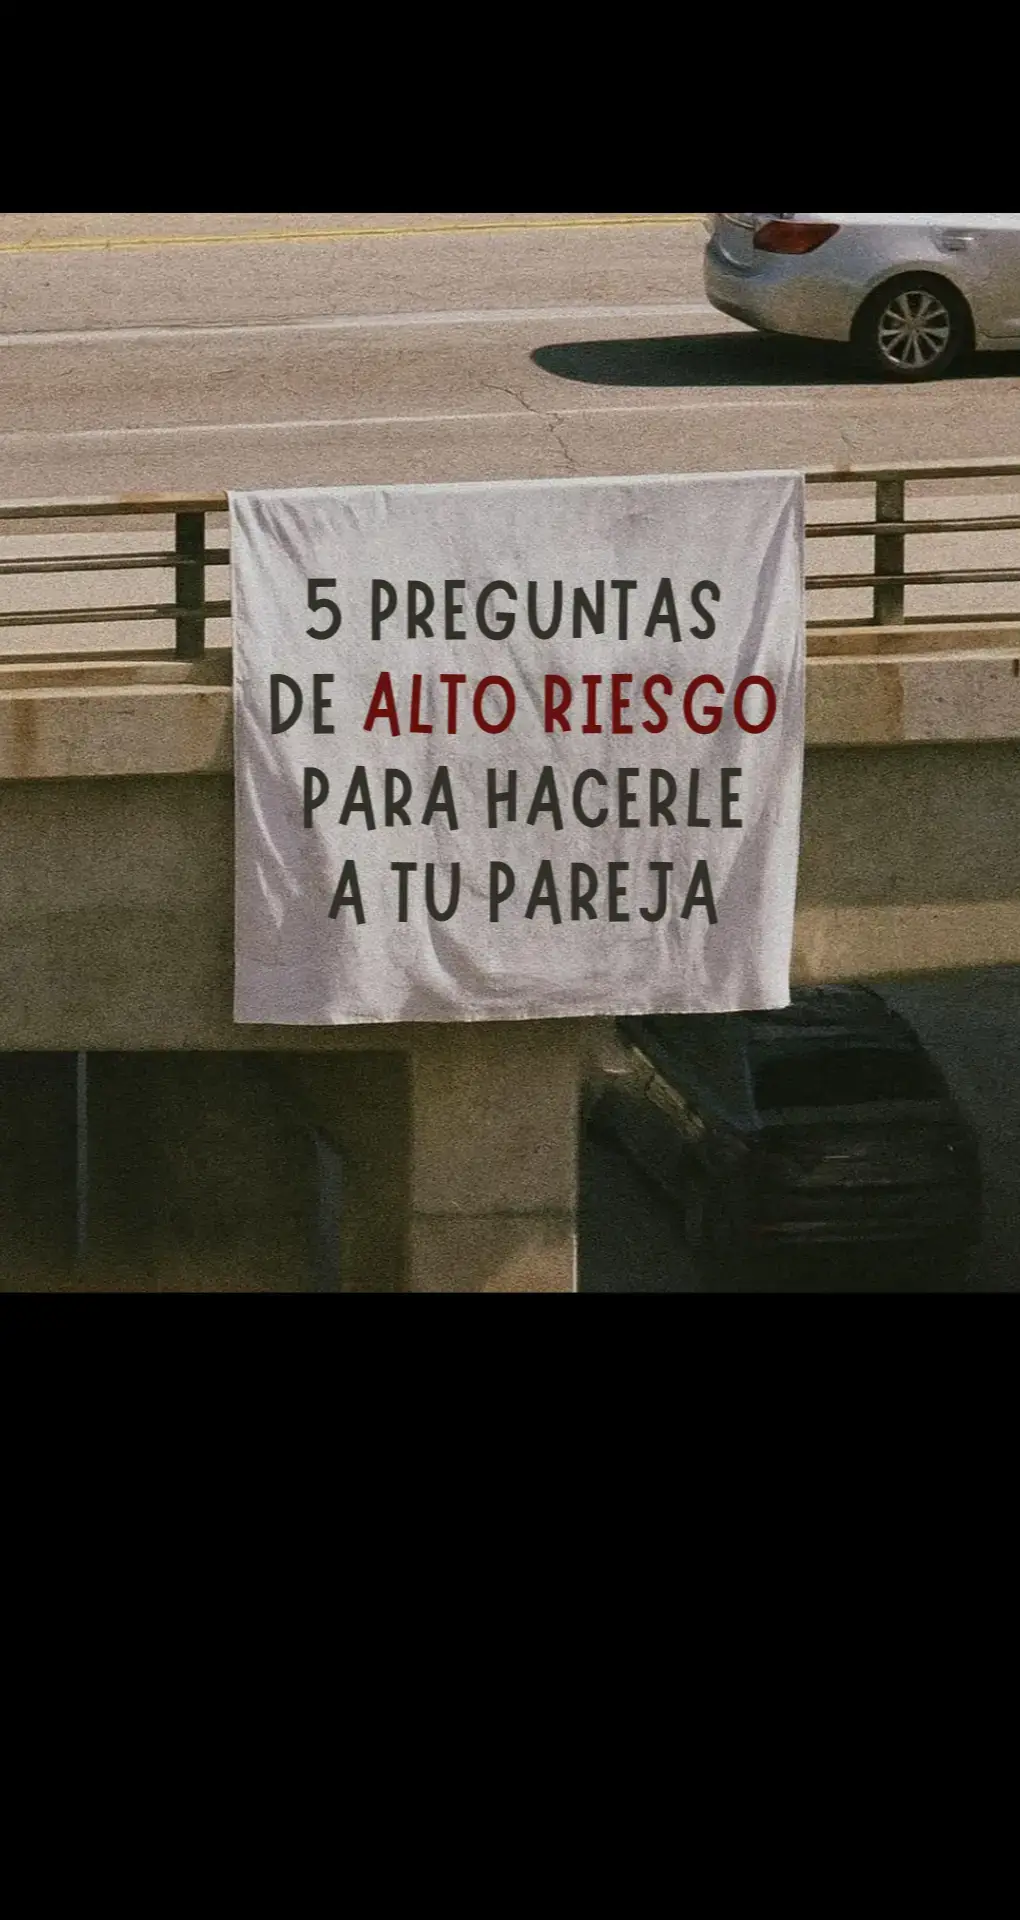 5 PREGUNTAS
DE ALTO RIESGO
PARA HACERLE
A TU PAREJA